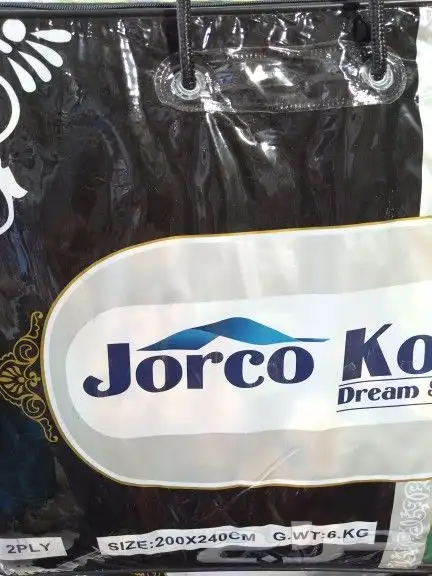 Jorco Ko
Dream S
2PLY
SIZE:200X240CM
G.WT:6.KG